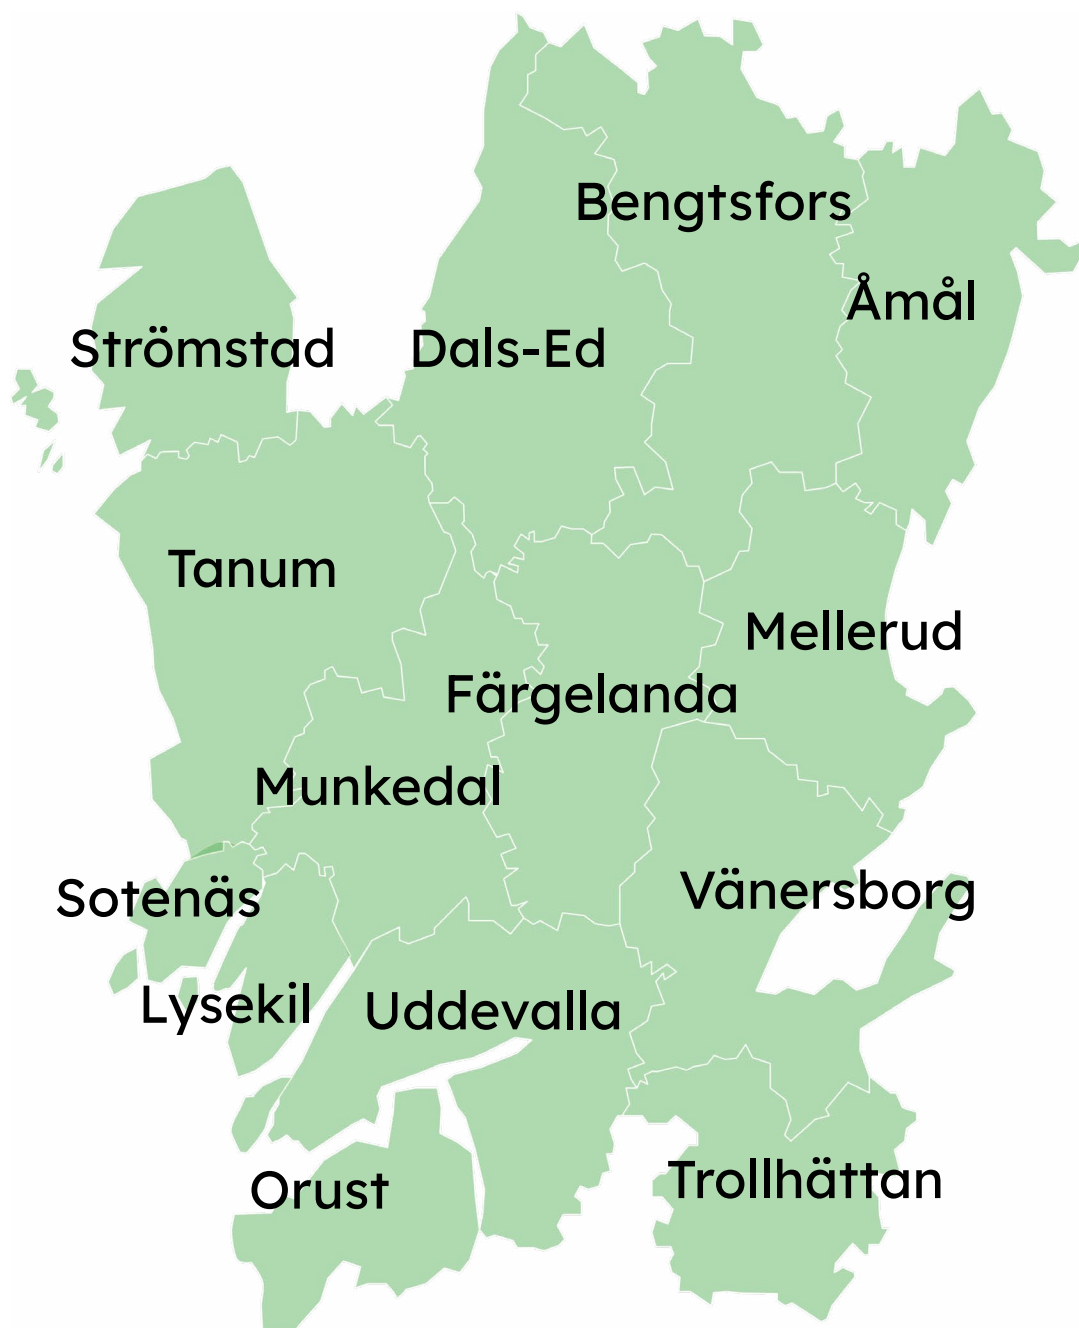 Bengtsfors
Åmål
Strömstad
Dals-Ed
Tanum
Mellerud
Färgelanda
Munkedal
Sotenäs
Vänersborg
Lysekil
Uddevalla
Orust
Trollhättan